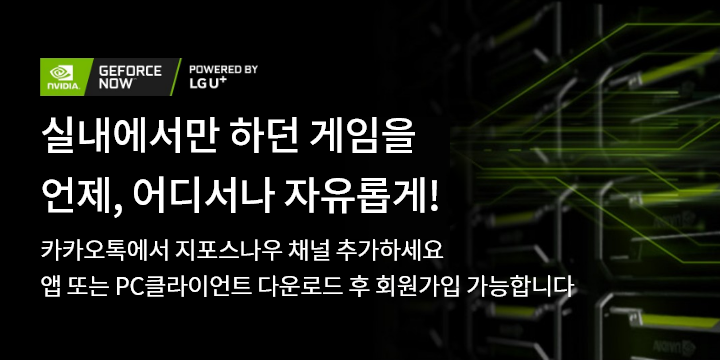 NVIDIA. GEFORCE NOW POWERED BY LG U+
실내에서만 하던 게임을
언제, 어디서나 자유롭게!
카카오톡에서 지포스나우 채널 추가하세요
앱 또는 PC클라이언트 다운로드 후 회원가입 가능합니다